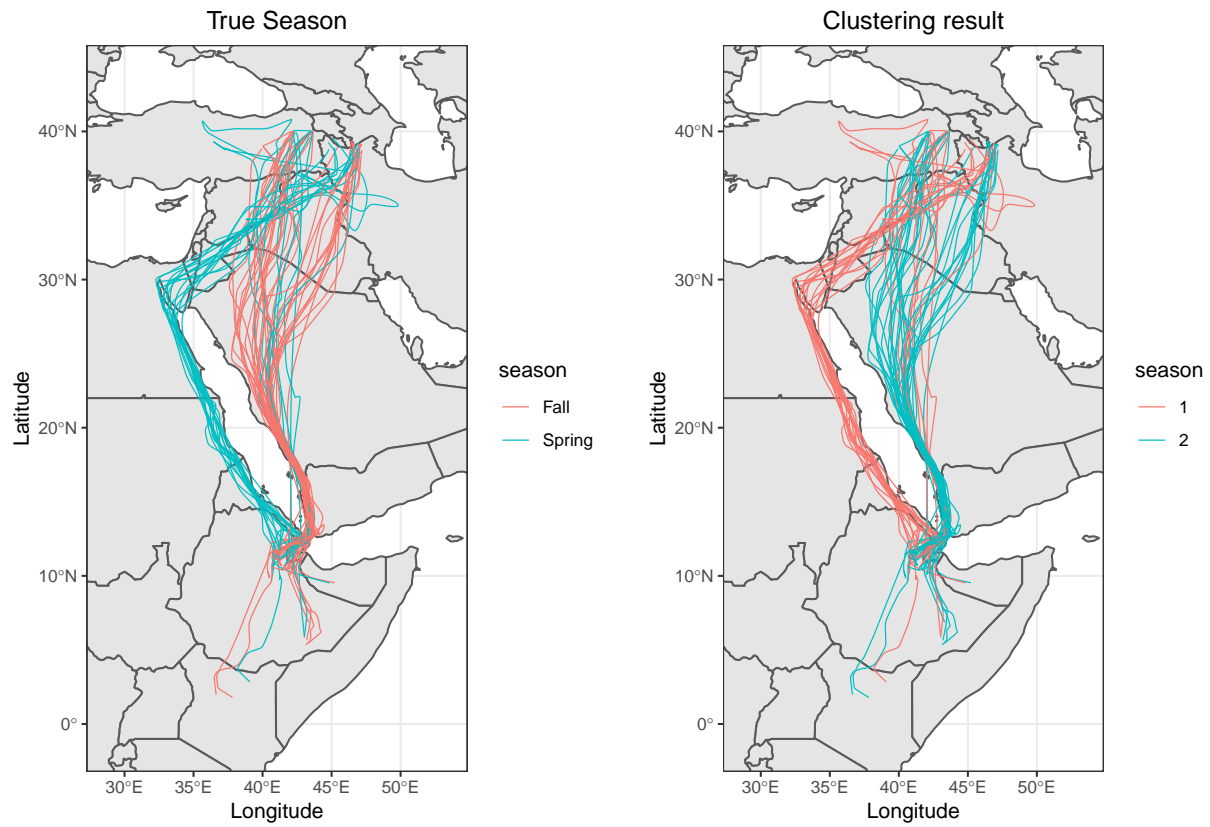 True Season
Clustering result
40°N
30°N
20°N
10°N
0°
Latitude
30°E 35°E 40°E 45°E 50°E
Longitude
season
Fall
Spring
40°N
30°N
20°N
10°N
0°
Latitude
30°E 35°E 40°E 45°E 50°E
Longitude
season
1
2